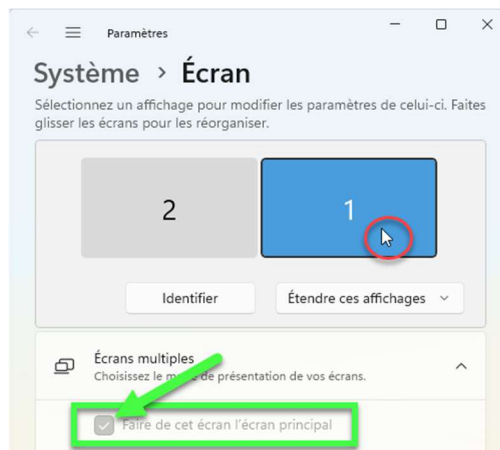 Paramètres
Système > Écran
Sélectionnez un affichage pour modifier les paramètres de celui-ci. Faites
glisser les écrans pour les réorganiser.
2
1
Identifier
Étendre ces affichages
Écrans multiples
Choisissez le de présentation de vos écrans.
Faire de cet écran l'écran principal